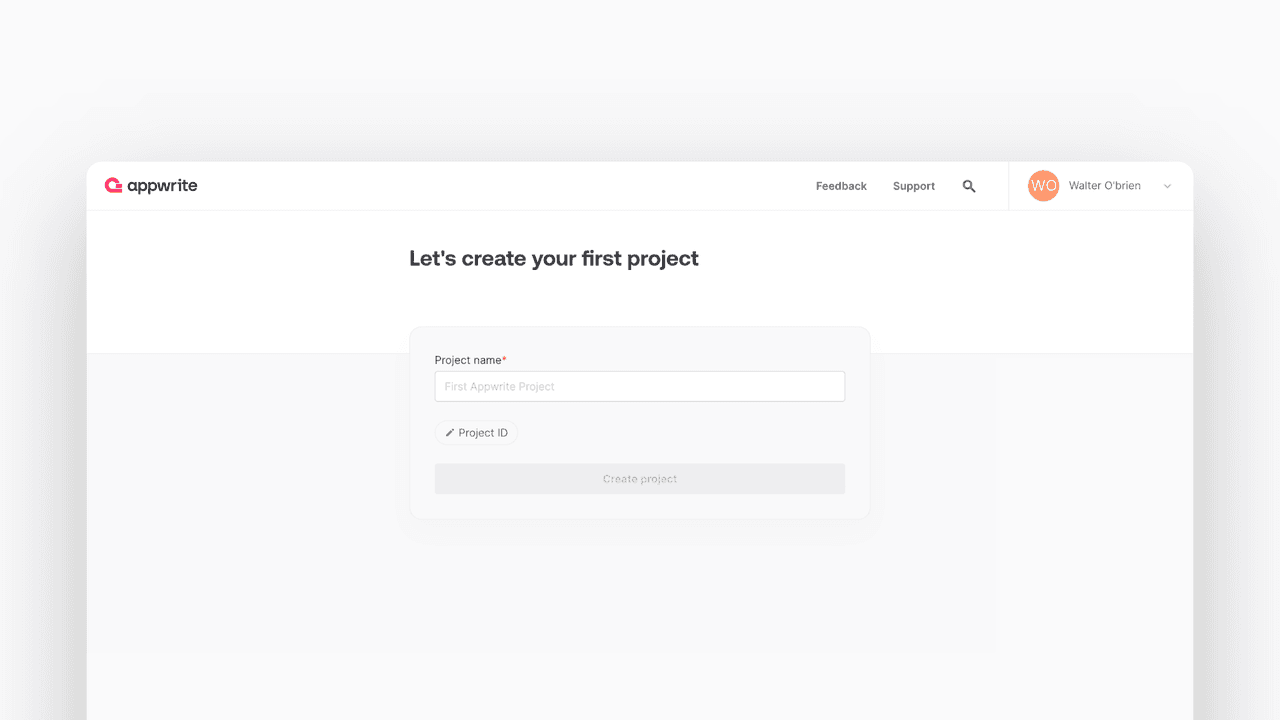 appwrite
Feedback
Support
WO
Walter O'brien
Let's create your first project
Project name*
First Appwrite Project
Project ID
Create project